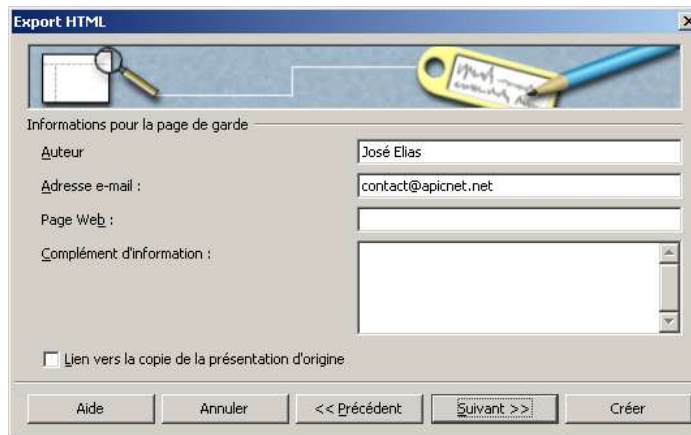 Export HTML
Informations pour la page de garde
Auteur
José Elias
Adresse e-mail :
contact@apicnet.net
Page Web :
Complément d'information :
Lien vers la copie de la présentation d'origine
Aide
Annuler
<< Précédent
Suivant >>
Créer